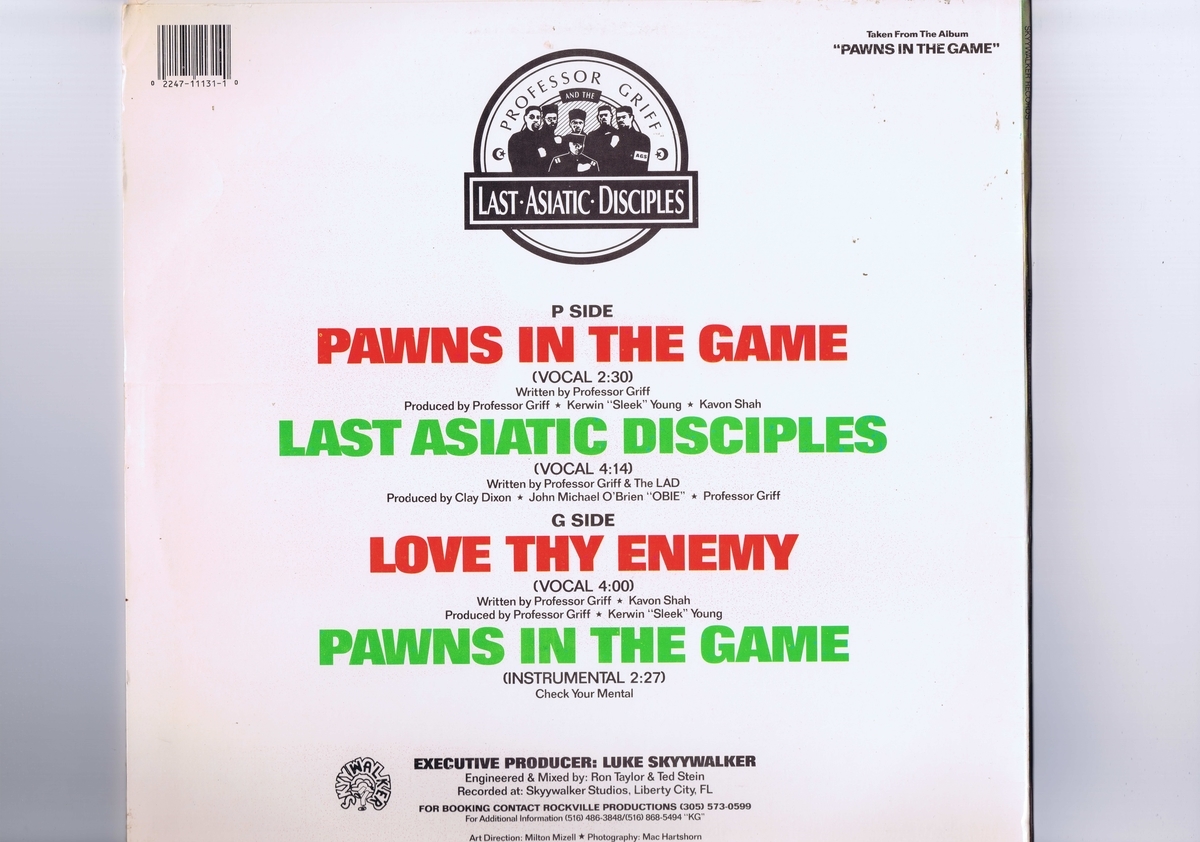 0 2247-11131-1 0
Taken From The Album
"PAWNS IN THE GAME"
PROFESSOR GRIFF
AND THE
AGS
LAST·ASIATIC·DISCIPLES
P SIDE
PAWNS IN THE GAME
(VOCAL 2:30)
Written by Professor Griff
Produced by Professor Griff ★ Kerwin "Sleek" Young ★ Kavon Shah
LAST ASIATIC DISCIPLES
(VOCAL 4:14)
Written by Professor Griff & The LAD
Produced by Clay Dixon ★ John Michael O'Brien "OBIE" ★ Professor Griff
G SIDE
LOVE THY ENEMY
(VOCAL 4:00)
Written by Professor Griff ★ Kavon Shah
Produced by Professor Griff ★ Kerwin "Sleek" Young
PAWNS IN THE GAME
(INSTRUMENTAL 2:27)
Check Your Mental
SKYYWALKER
EXECUTIVE PRODUCER: LUKE SKYYWALKER
Engineered & Mixed by: Ron Taylor & Ted Stein
Recorded at: Skyywalker Studios, Liberty City, FL
FOR BOOKING CONTACT ROCKVILLE PRODUCTIONS (305) 573-0599
For Additional Information (516) 486-3848/(516) 868-5494 "KG"
Art Direction: Milton Mizell ★ Photography: Mac Hartshorn
SKYYWALKER RECORDS